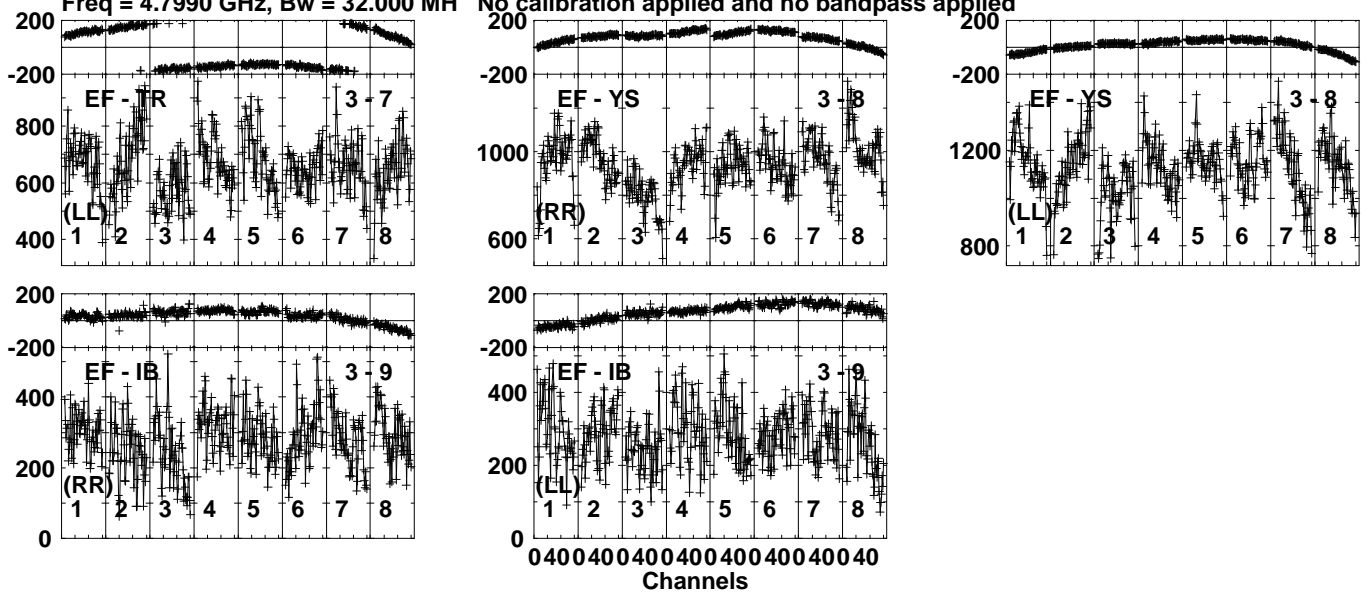 Freq = 4.7990 GHz, Bw = 32.000 MH No calibration applied and no bandpass applied
200
-200
EF - TR 3 - 7
800
600
(LL)
400
1 2 3 4 5 6 7 8
200
-200
EF - YS 3 - 8
1000
(RR)
600
1 2 3 4 5 6 7 8
200
-200
EF - YS 3 - 8
1200
1000
(LL)
800
1 2 3 4 5 6 7 8
200
-200
EF - IB 3 - 9
400
200
(RR)
1 2 3 4 5 6 7 8
0
200
-200
EF - IB 3 - 9
400
200
(LL)
1 2 3 4 5 6 7 8
0
0 40 0 40 0 40 0 40 0 40 0 40 0 40 0 40
Channels